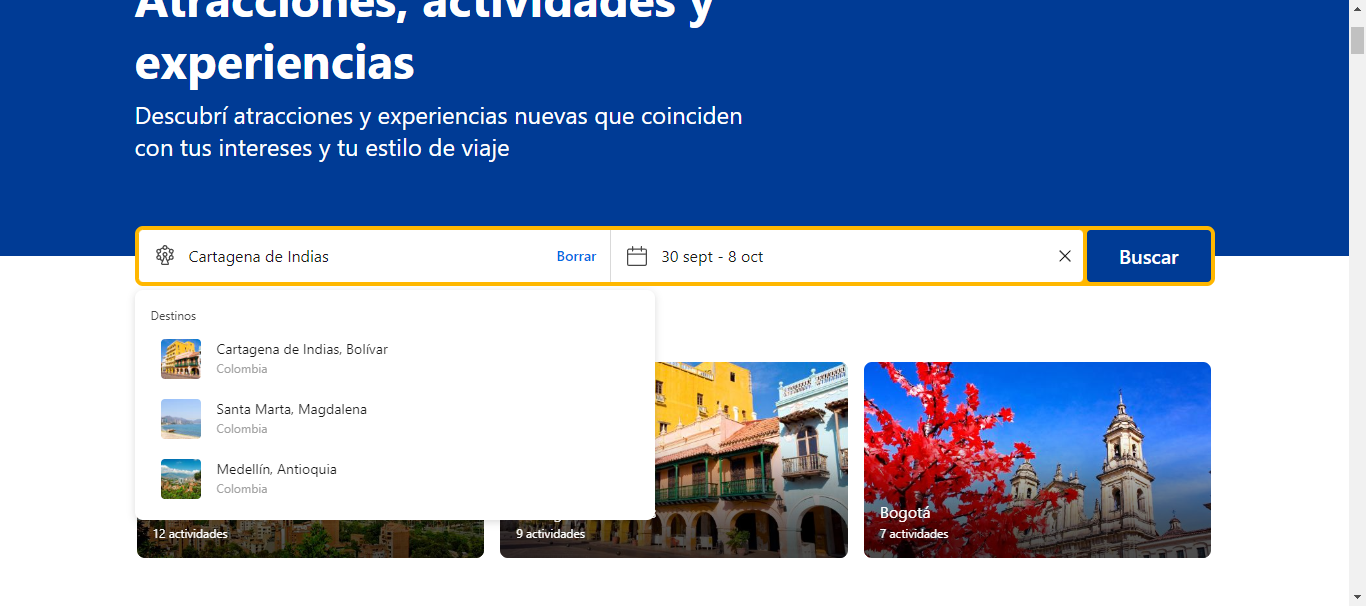 Atracciones, actividades y
experiencias
Descubrí atracciones y experiencias nuevas que coinciden
con tus intereses y tu estilo de viaje
Cartagena de Indias
Borrar
30 sept - 8 oct
Buscar
Destinos
Cartagena de Indias, Bolívar
Colombia
Santa Marta, Magdalena
Colombia
Medellín, Antioquia
Colombia
12 actividades
9 actividades
Bogotá
7 actividades